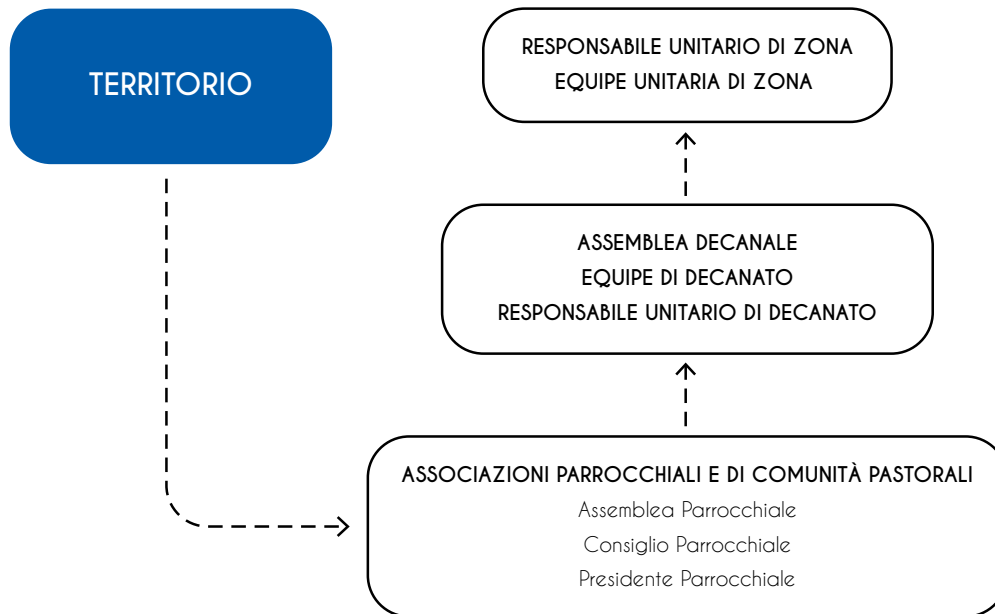 TERRITORIO
RESPONSABILE UNITARIO DI ZONA
EQUIPE UNITARIA DI ZONA
ASSEMBLEA DECANALE
EQUIPE DI DECANATO
RESPONSABILE UNITARIO DI DECANATO
ASSOCIAZIONI PARROCCHIALI E DI COMUNITÀ PASTORALI
Assemblea Parrocchiale
Consiglio Parrocchiale
Presidente Parrocchiale